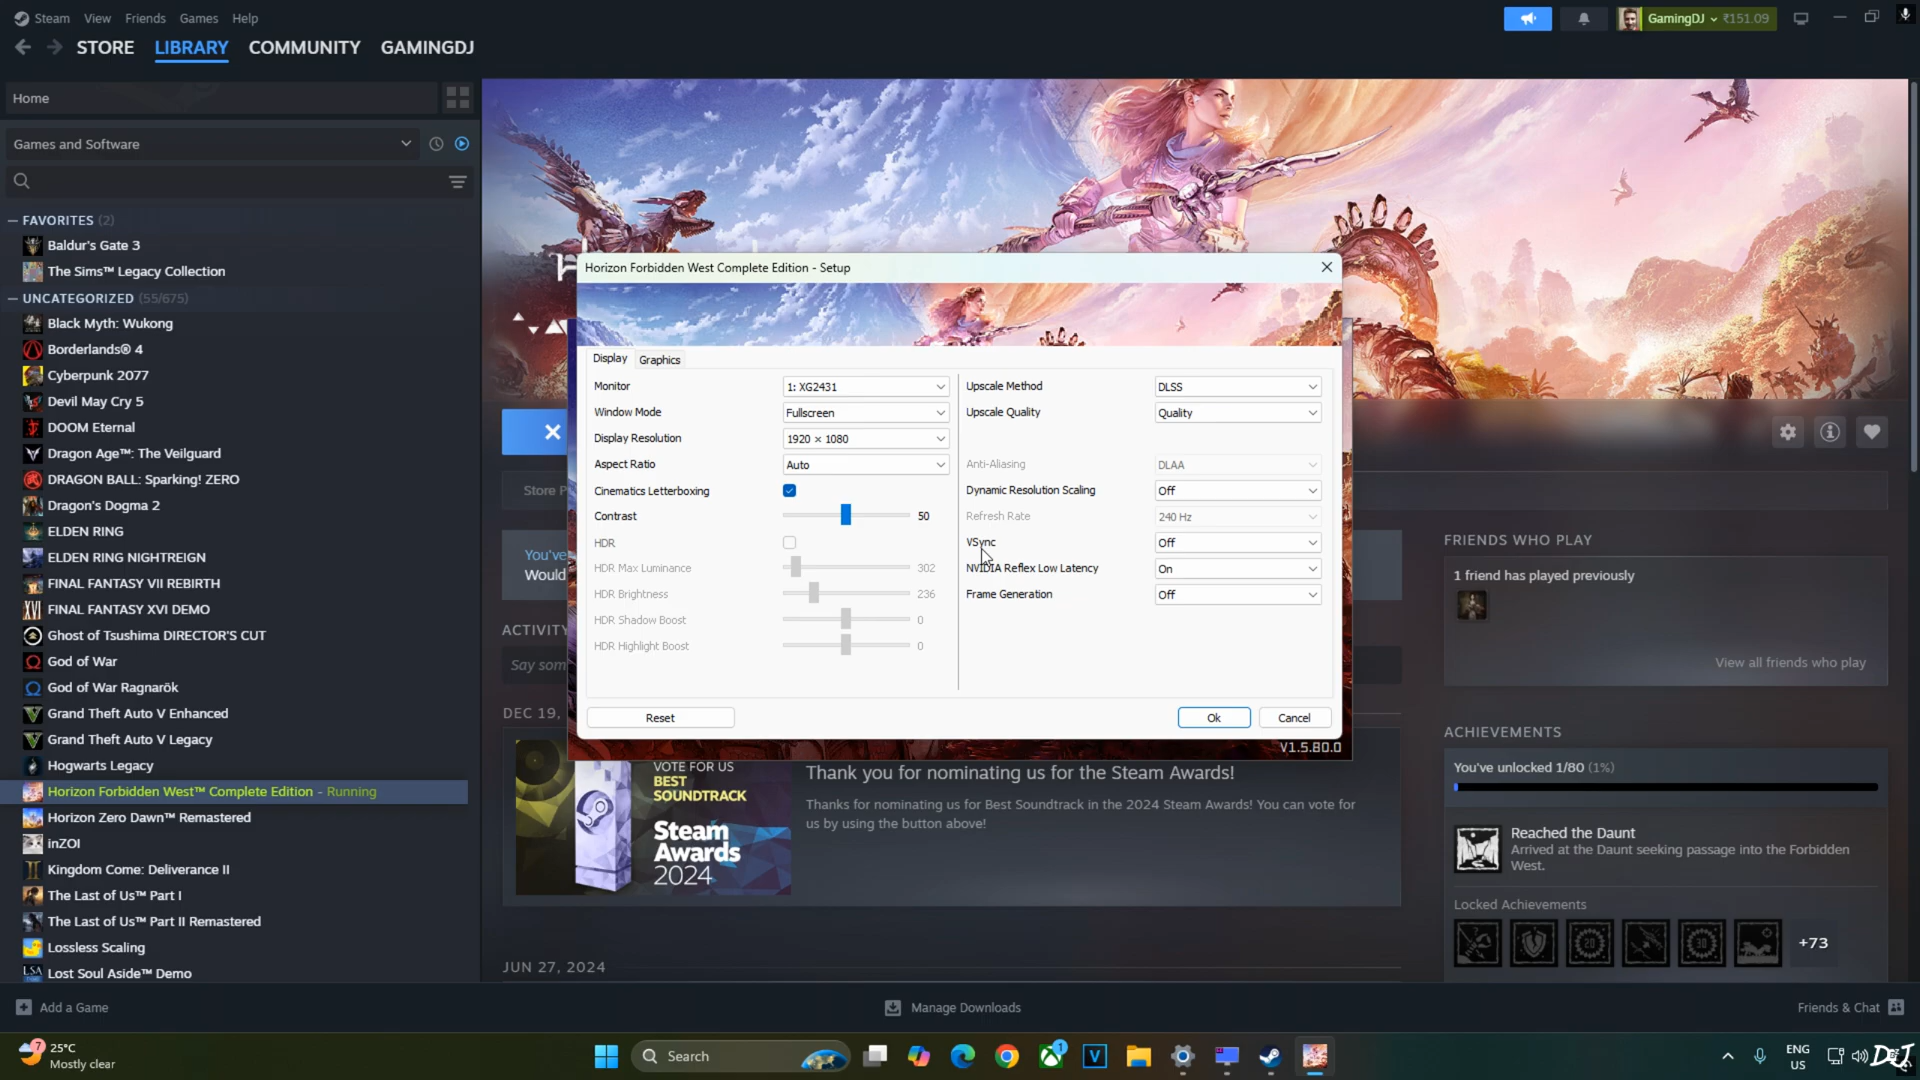 Steam View Friends Games Help
GamingDJ ₹151.09
STORE LIBRARY COMMUNITY GAMINGDJ
Home
Games and Software
— FAVORITES (2)
Baldur's Gate 3
The Sims™ Legacy Collection
— UNCATEGORIZED (55/675)
Black Myth: Wukong
Borderlands® 4
Cyberpunk 2077
Devil May Cry 5
DOOM Eternal
Dragon Age™: The Veilguard
DRAGON BALL: Sparking! ZERO
Dragon's Dogma 2
ELDEN RING
ELDEN RING NIGHTREIGN
FINAL FANTASY VII REBIRTH
FINAL FANTASY XVI DEMO
Ghost of Tsushima DIRECTOR'S CUT
God of War
God of War Ragnarök
Grand Theft Auto V Enhanced
Grand Theft Auto V Legacy
Hogwarts Legacy
Horizon Forbidden West™ Complete Edition - Running
Horizon Zero Dawn™ Remastered
inZOI
Kingdom Come: Deliverance II
The Last of Us™ Part I
The Last of Us™ Part II Remastered
Lossless Scaling
Lost Soul Aside™ Demo
Horizon Forbidden West Complete Edition - Setup
Display Graphics
Monitor 1: XG2431
Window Mode Fullscreen
Display Resolution 1920 × 1080
Aspect Ratio Auto
Cinematics Letterboxing
Contrast 50
HDR
HDR Max Luminance 302
HDR Brightness 236
HDR Shadow Boost 0
HDR Highlight Boost 0
Upscale Method DLSS
Upscale Quality Quality
Anti-Aliasing DLAA
Dynamic Resolution Scaling Off
Refresh Rate 240 Hz
VSync Off
NVIDIA Reflex Low Latency On
Frame Generation Off
Reset Ok Cancel
V1.5.80.0
Store P
You've
Would
ACTIVITY
Say som
DEC 19,
VOTE FOR US
BEST
SOUNDTRACK
Steam
Awards
2024
Thank you for nominating us for the Steam Awards!
Thanks for nominating us for Best Soundtrack in the 2024 Steam Awards! You can vote for
us by using the button above!
JUN 27, 2024
FRIENDS WHO PLAY
1 friend has played previously
View all friends who play
ACHIEVEMENTS
You've unlocked 1/80 (1%)
Reached the Daunt
Arrived at the Daunt seeking passage into the Forbidden
West.
Locked Achievements
+73
Add a Game Manage Downloads Friends & Chat
7
25°C
Mostly clear
Search
1
V
ENG
US
DJ